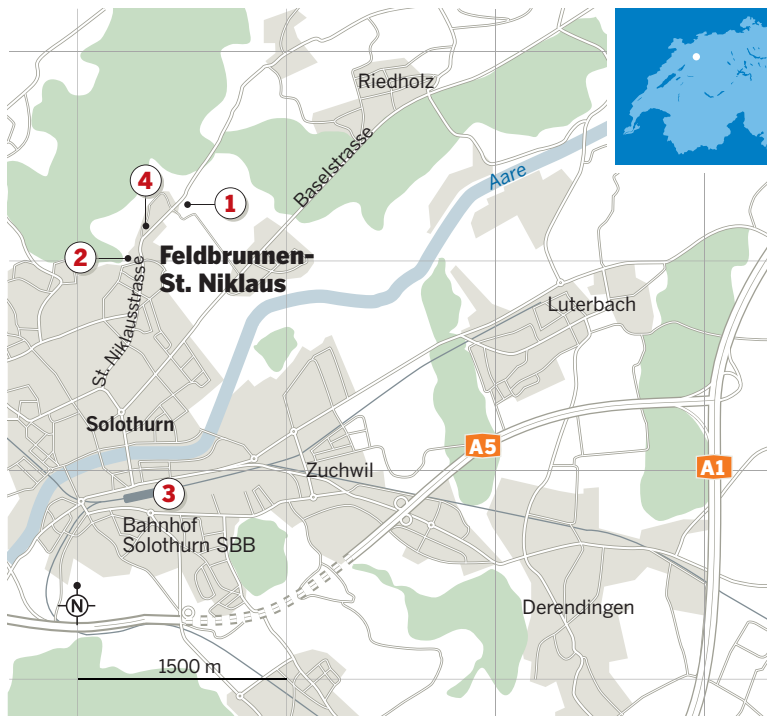 Riedholz
Baselstrasse
Aare
4
1
2
Feldbrunnen-
St. Niklaus
St. Niklausstrasse
Luterbach
Solothurn
A5
A1
Zuchwil
3
Bahnhof
Solothurn SBB
N
Derendingen
1500 m